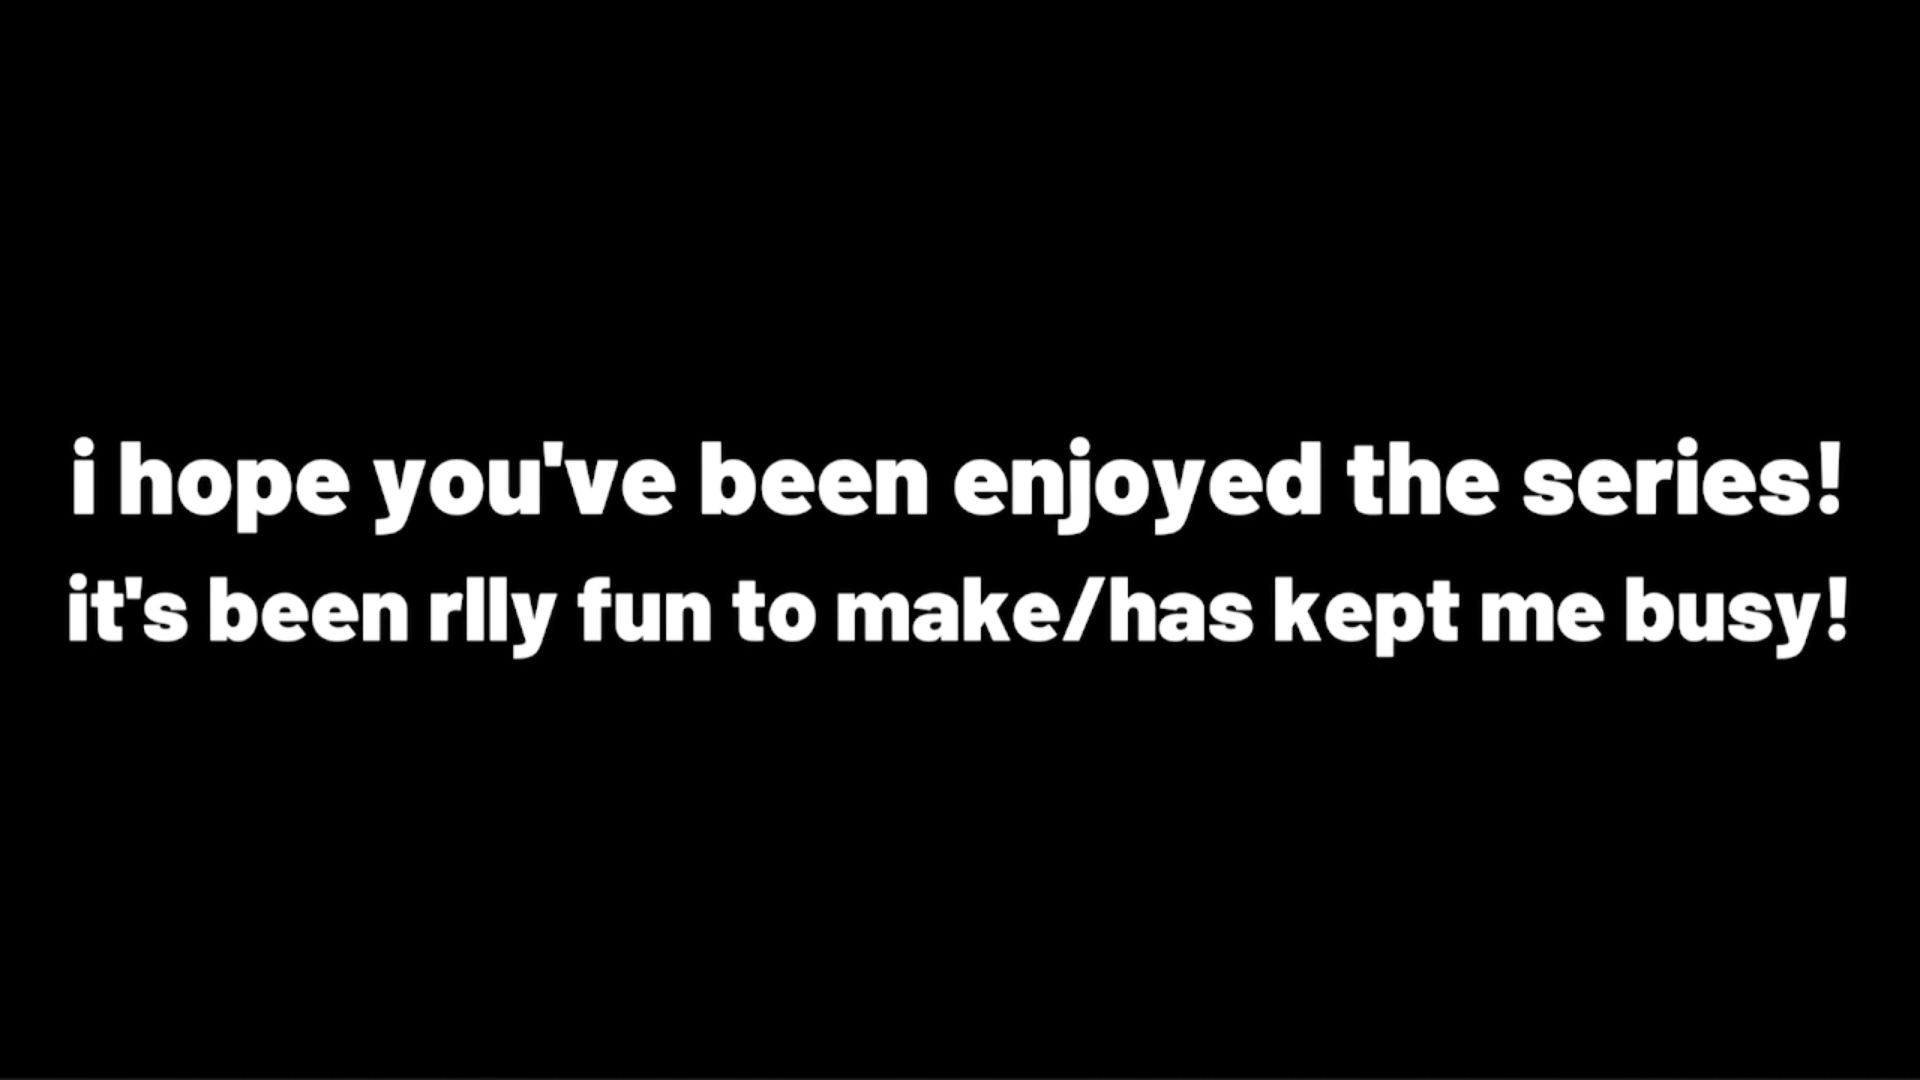 i hope you've been enjoyed the series!
it's been rlly fun to make/has kept me busy!